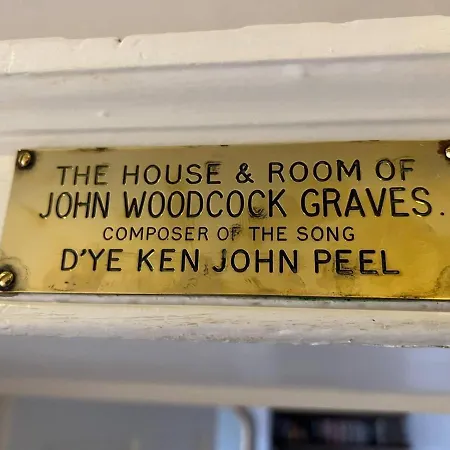 THE HOUSE & ROOM OF
JOHN WOODCOCK GRAVES.
COMPOSER OF THE SONG
D'YE KEN JOHN PEEL